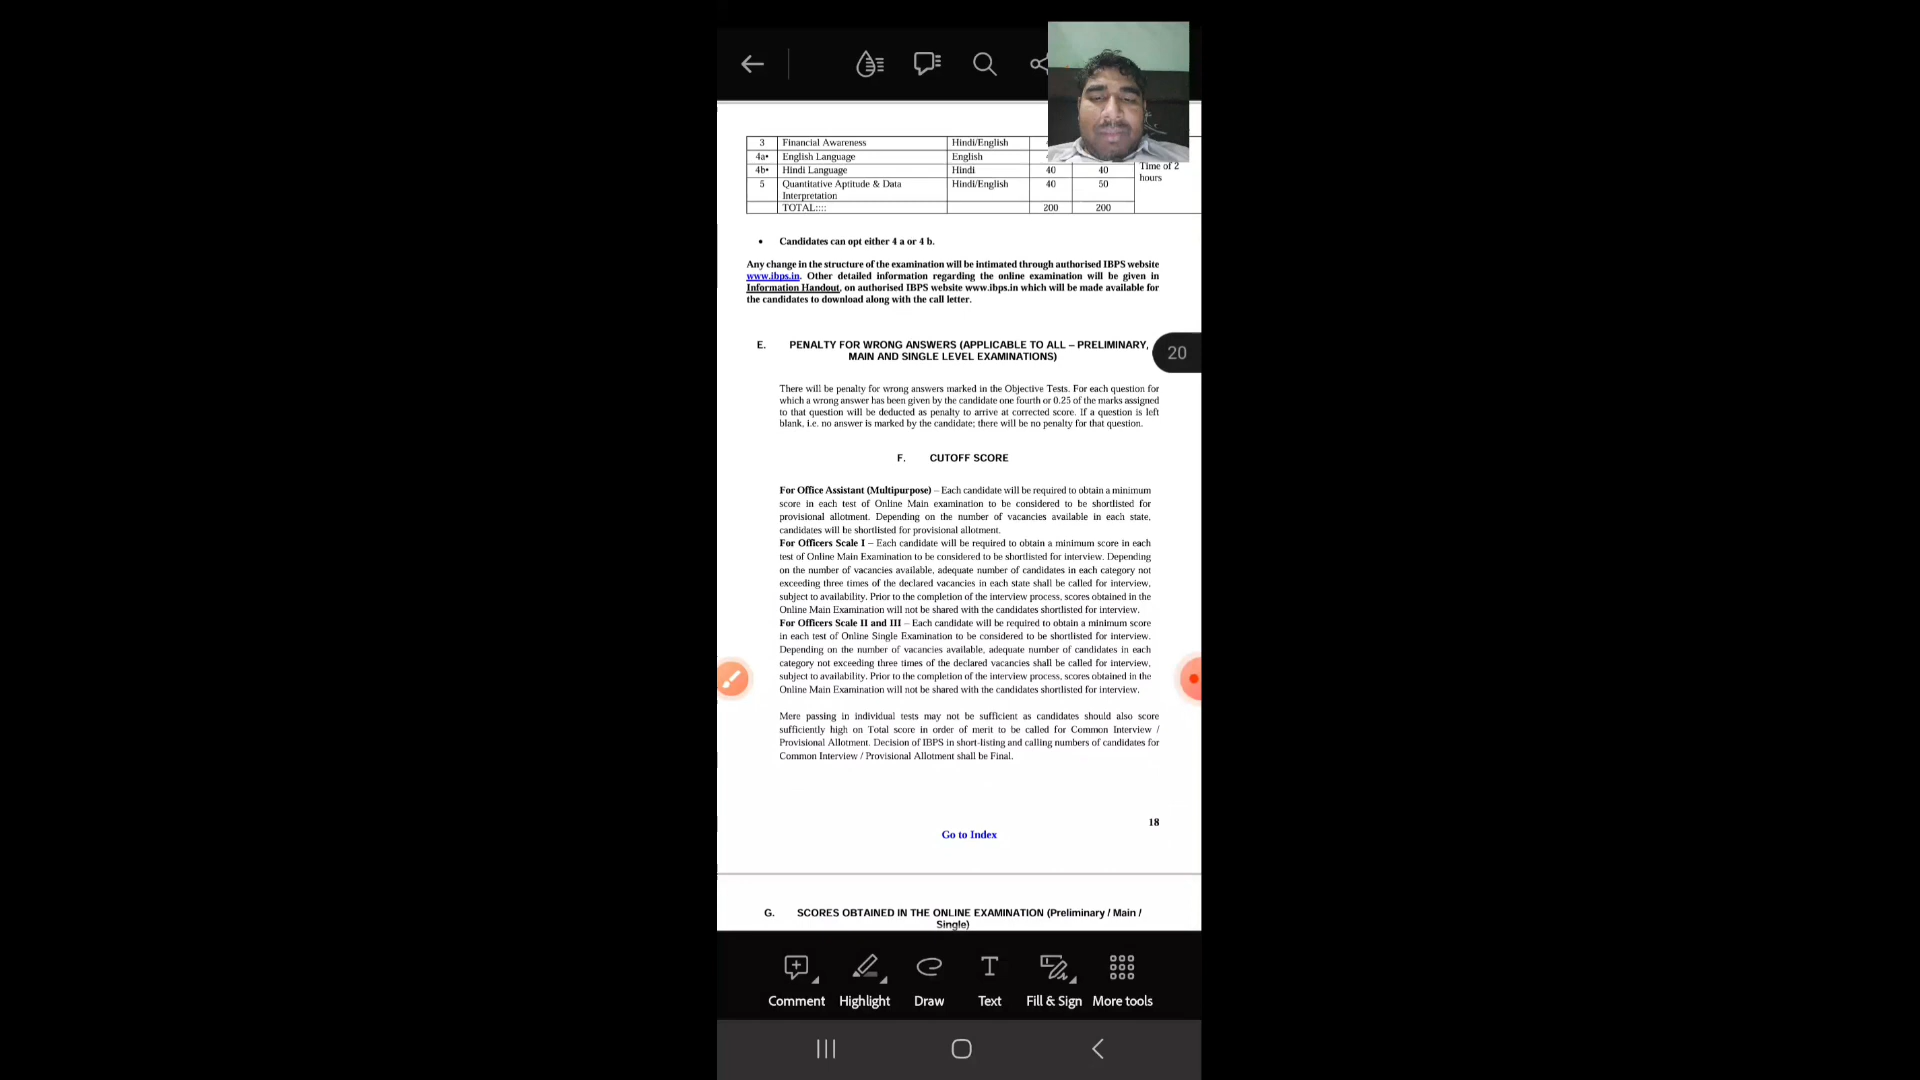 3 Financial Awareness Hindi/English
4a• English Language English
Time of 2
4b• Hindi Language Hindi 40 40
hours
5 Quantitative Aptitude & Data Hindi/English 40 50
Interpretation
TOTAL:::: 200 200
• Candidates can opt either 4 a or 4 b.
Any change in the structure of the examination will be intimated through authorised IBPS website
www.ibps.in. Other detailed information regarding the online examination will be given in
Information Handout, on authorised IBPS website www.ibps.in which will be made available for
the candidates to download along with the call letter.
E. PENALTY FOR WRONG ANSWERS (APPLICABLE TO ALL – PRELIMINARY,
MAIN AND SINGLE LEVEL EXAMINATIONS)
20
There will be penalty for wrong answers marked in the Objective Tests. For each question for
which a wrong answer has been given by the candidate one fourth or 0.25 of the marks assigned
to that question will be deducted as penalty to arrive at corrected score. If a question is left
blank, i.e. no answer is marked by the candidate; there will be no penalty for that question.
F. CUTOFF SCORE
For Office Assistant (Multipurpose) – Each candidate will be required to obtain a minimum
score in each test of Online Main examination to be considered to be shortlisted for
provisional allotment. Depending on the number of vacancies available in each state,
candidates will be shortlisted for provisional allotment.
For Officers Scale I – Each candidate will be required to obtain a minimum score in each
test of Online Main Examination to be considered to be shortlisted for interview. Depending
on the number of vacancies available, adequate number of candidates in each category not
exceeding three times of the declared vacancies in each state shall be called for interview,
subject to availability. Prior to the completion of the interview process, scores obtained in the
Online Main Examination will not be shared with the candidates shortlisted for interview.
For Officers Scale II and III – Each candidate will be required to obtain a minimum score
in each test of Online Single Examination to be considered to be shortlisted for interview.
Depending on the number of vacancies available, adequate number of candidates in each
category not exceeding three times of the declared vacancies shall be called for interview,
subject to availability. Prior to the completion of the interview process, scores obtained in the
Online Main Examination will not be shared with the candidates shortlisted for interview.
Mere passing in individual tests may not be sufficient as candidates should also score
sufficiently high on Total score in order of merit to be called for Common Interview /
Provisional Allotment. Decision of IBPS in short-listing and calling numbers of candidates for
Common Interview / Provisional Allotment shall be Final.
18
Go to Index
G. SCORES OBTAINED IN THE ONLINE EXAMINATION (Preliminary / Main /
Single)
Comment Highlight Draw Text Fill & Sign More tools